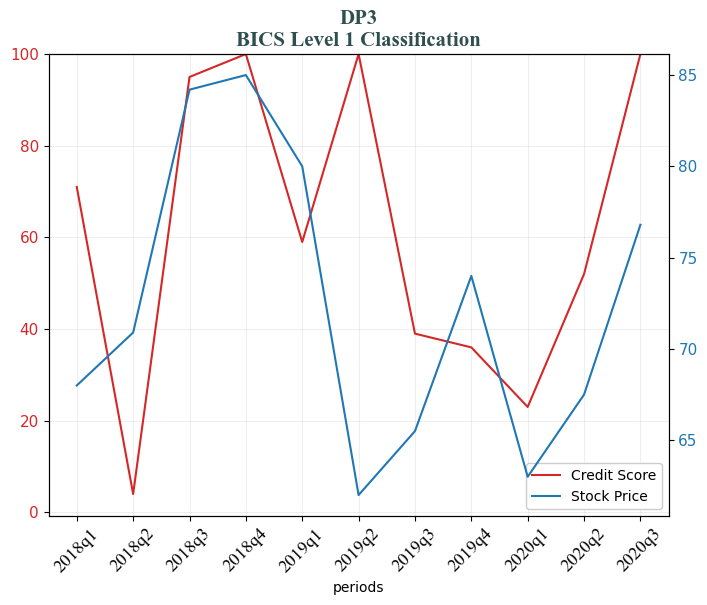 DP3
BICS Level 1 Classification
100
80
60
40
20
0
85
80
75
70
65
Credit Score
Stock Price
2018q1
2018q2
2018q3
2018q4
2019q1
2019q2
2019q3
2019q4
2020q1
2020q2
2020q3
periods